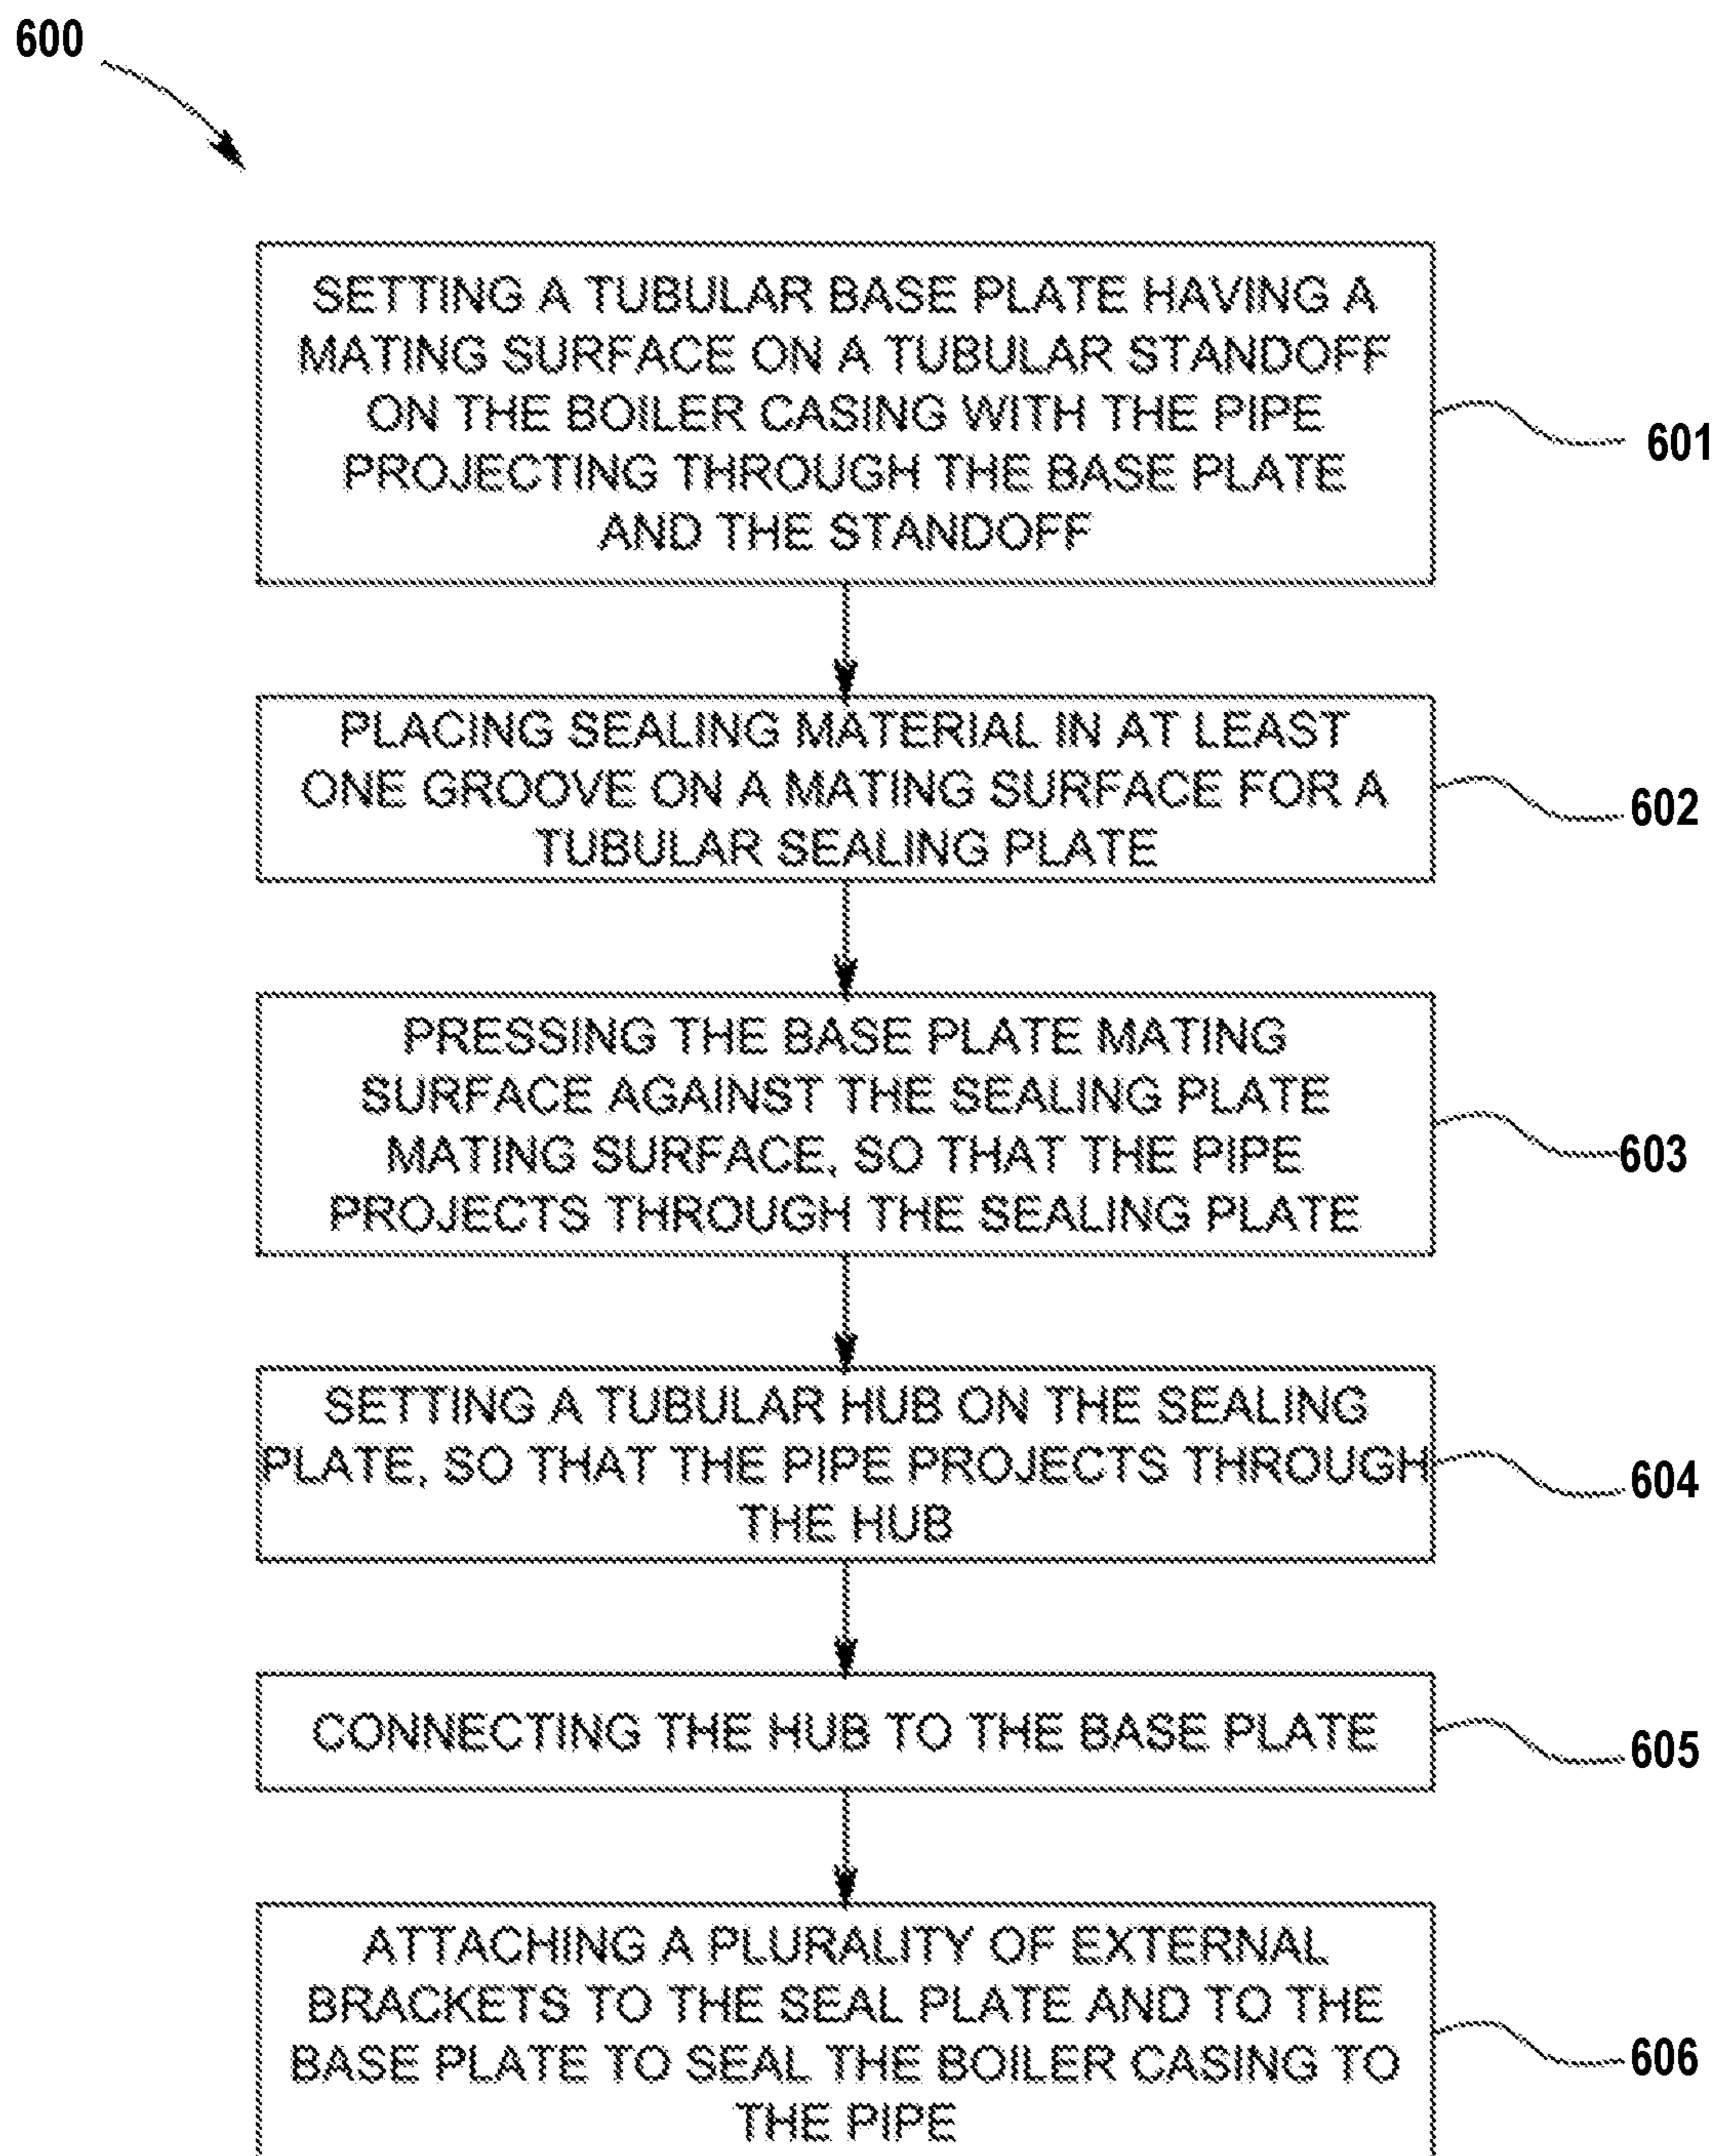 600
SETTING A TUBULAR BASE PLATE HAVING A
MATING SURFACE ON A TUBULAR STANDOFF
ON THE BOILER CASING WITH THE PIPE
PROJECTING THROUGH THE BASE PLATE
AND THE STANDOFF
601
PLACING SEALING MATERIAL IN AT LEAST
ONE GROOVE ON A MATING SURFACE FOR A
TUBULAR SEALING PLATE
602
PRESSING THE BASE PLATE MATING
SURFACE AGAINST THE SEALING PLATE
MATING SURFACE, SO THAT THE PIPE
PROJECTS THROUGH THE SEALING PLATE
603
SETTING A TUBULAR HUB ON THE SEALING
PLATE, SO THAT THE PIPE PROJECTS THROUGH
THE HUB
604
CONNECTING THE HUB TO THE BASE PLATE
605
ATTACHING A PLURALITY OF EXTERNAL
BRACKETS TO THE SEAL PLATE AND TO THE
BASE PLATE TO SEAL THE BOILER CASING TO
THE PIPE
606